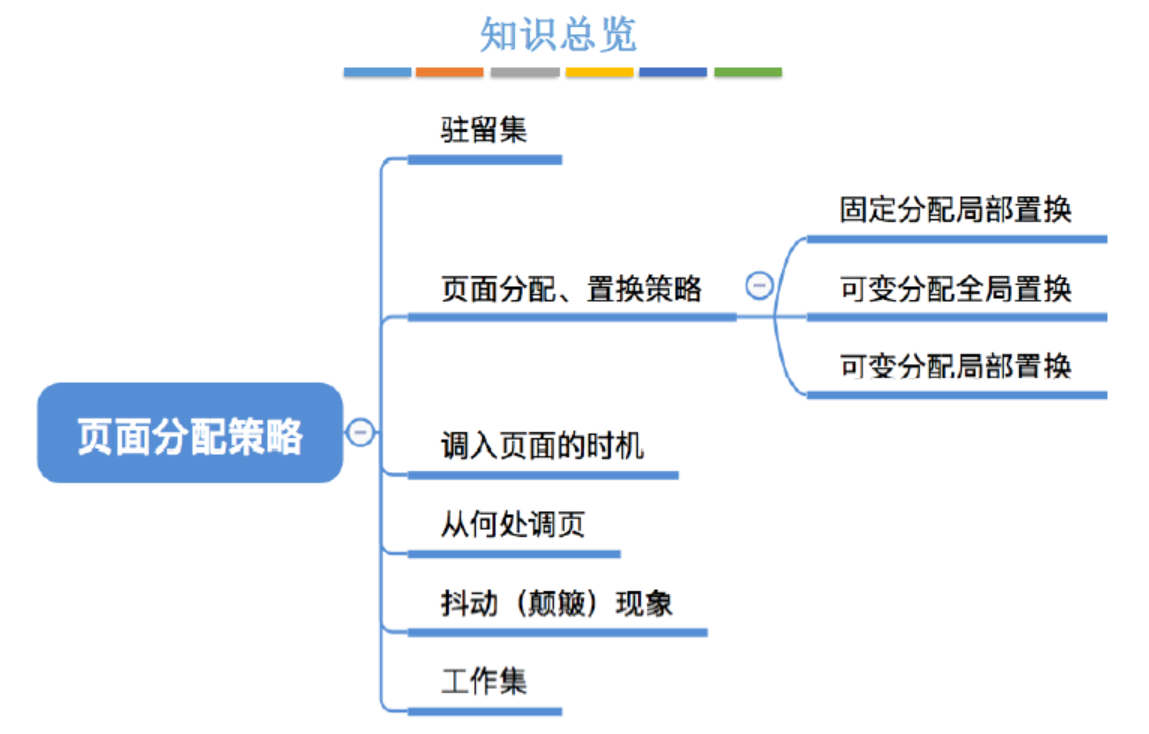 知识总览
驻留集
固定分配局部置换
页面分配、置换策略
可变分配全局置换
可变分配局部置换
页面分配策略
调入页面的时机
从何处调页
抖动（颠簸）现象
工作集